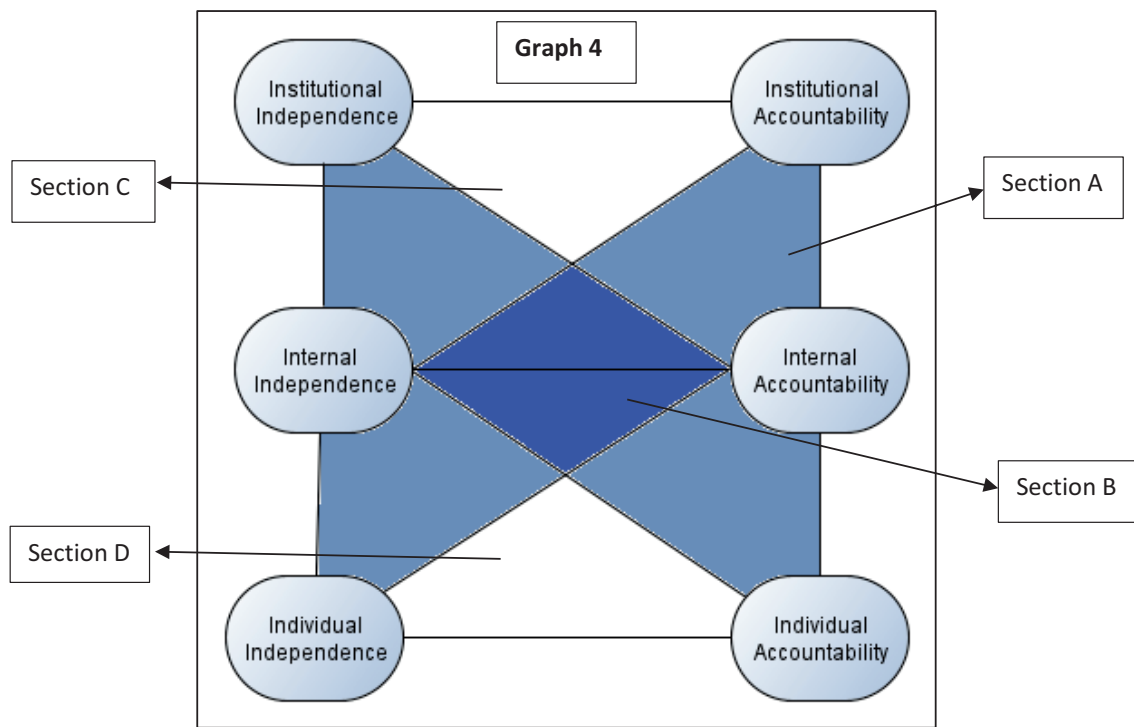 Graph 4
Institutional
Independence
Institutional
Accountability
Section C
Section A
Internal
Independence
Internal
Accountability
Section B
Section D
Individual
Independence
Individual
Accountability